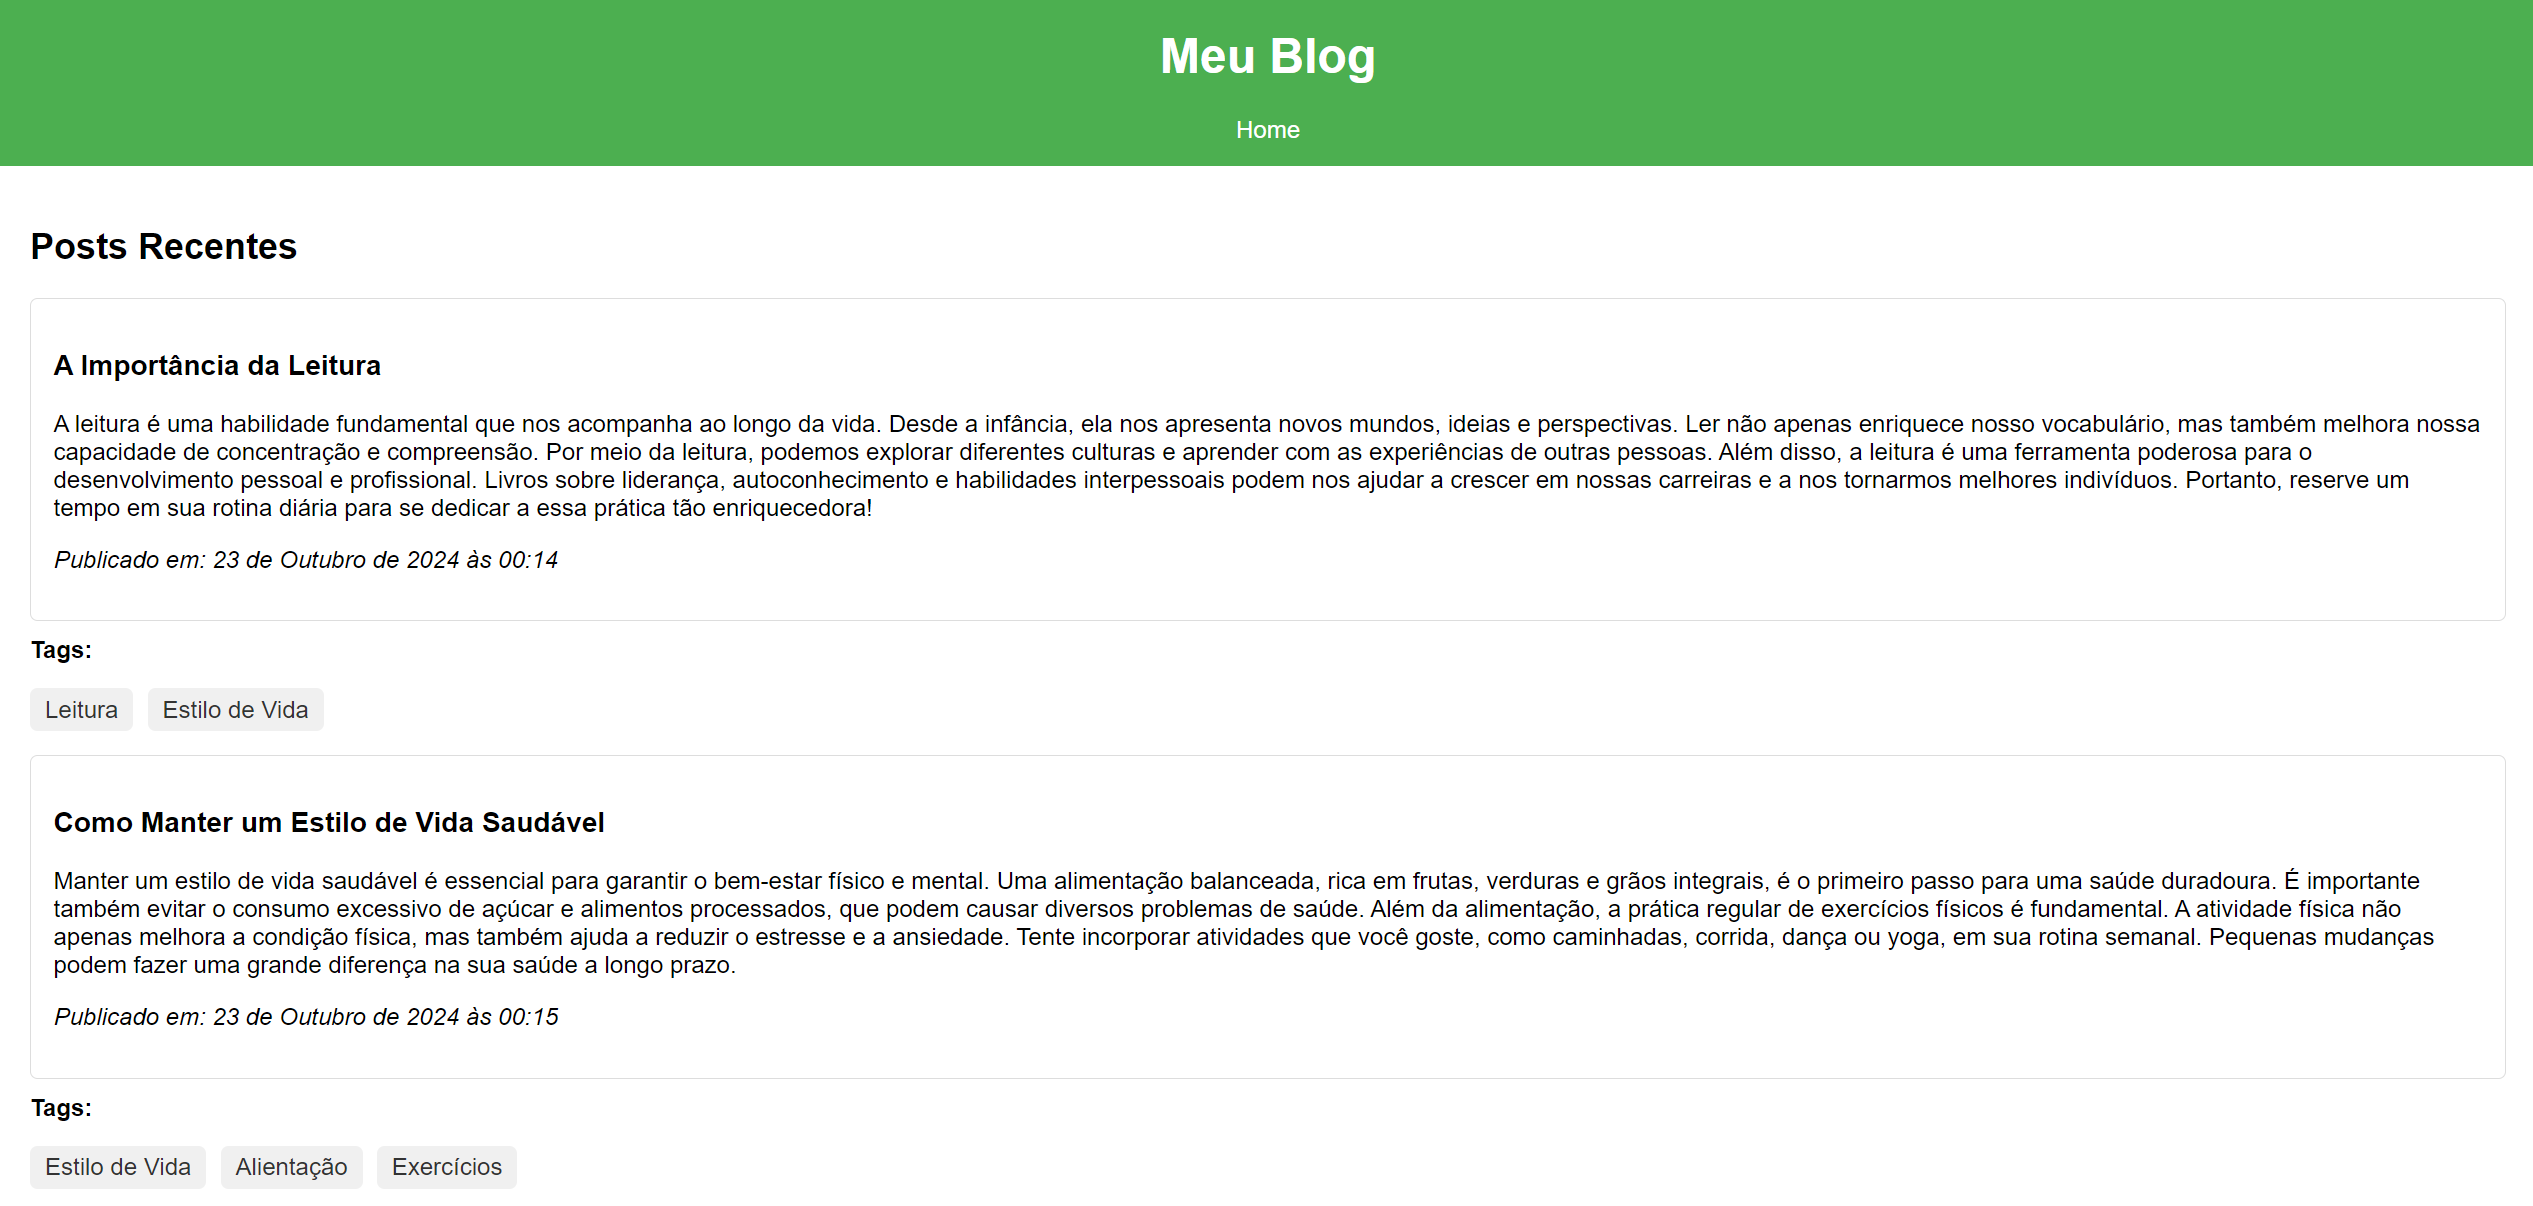 Meu Blog
Home
Posts Recentes
A Importância da Leitura
A leitura é uma habilidade fundamental que nos acompanha ao longo da vida. Desde a infância, ela nos apresenta novos mundos, ideias e perspectivas. Ler não apenas enriquece nosso vocabulário, mas também melhora nossa
capacidade de concentração e compreensão. Por meio da leitura, podemos explorar diferentes culturas e aprender com as experiências de outras pessoas. Além disso, a leitura é uma ferramenta poderosa para o
desenvolvimento pessoal e profissional. Livros sobre liderança, autoconhecimento e habilidades interpessoais podem nos ajudar a crescer em nossas carreiras e a nos tornarmos melhores indivíduos. Portanto, reserve um
tempo em sua rotina diária para se dedicar a essa prática tão enriquecedora!
Publicado em: 23 de Outubro de 2024 às 00:14
Tags:
Leitura Estilo de Vida
Como Manter um Estilo de Vida Saudável
Manter um estilo de vida saudável é essencial para garantir o bem-estar físico e mental. Uma alimentação balanceada, rica em frutas, verduras e grãos integrais, é o primeiro passo para uma saúde duradoura. É importante
também evitar o consumo excessivo de açúcar e alimentos processados, que podem causar diversos problemas de saúde. Além da alimentação, a prática regular de exercícios físicos é fundamental. A atividade física não
apenas melhora a condição física, mas também ajuda a reduzir o estresse e a ansiedade. Tente incorporar atividades que você goste, como caminhadas, corrida, dança ou yoga, em sua rotina semanal. Pequenas mudanças
podem fazer uma grande diferença na sua saúde a longo prazo.
Publicado em: 23 de Outubro de 2024 às 00:15
Tags:
Estilo de Vida Alientação Exercícios